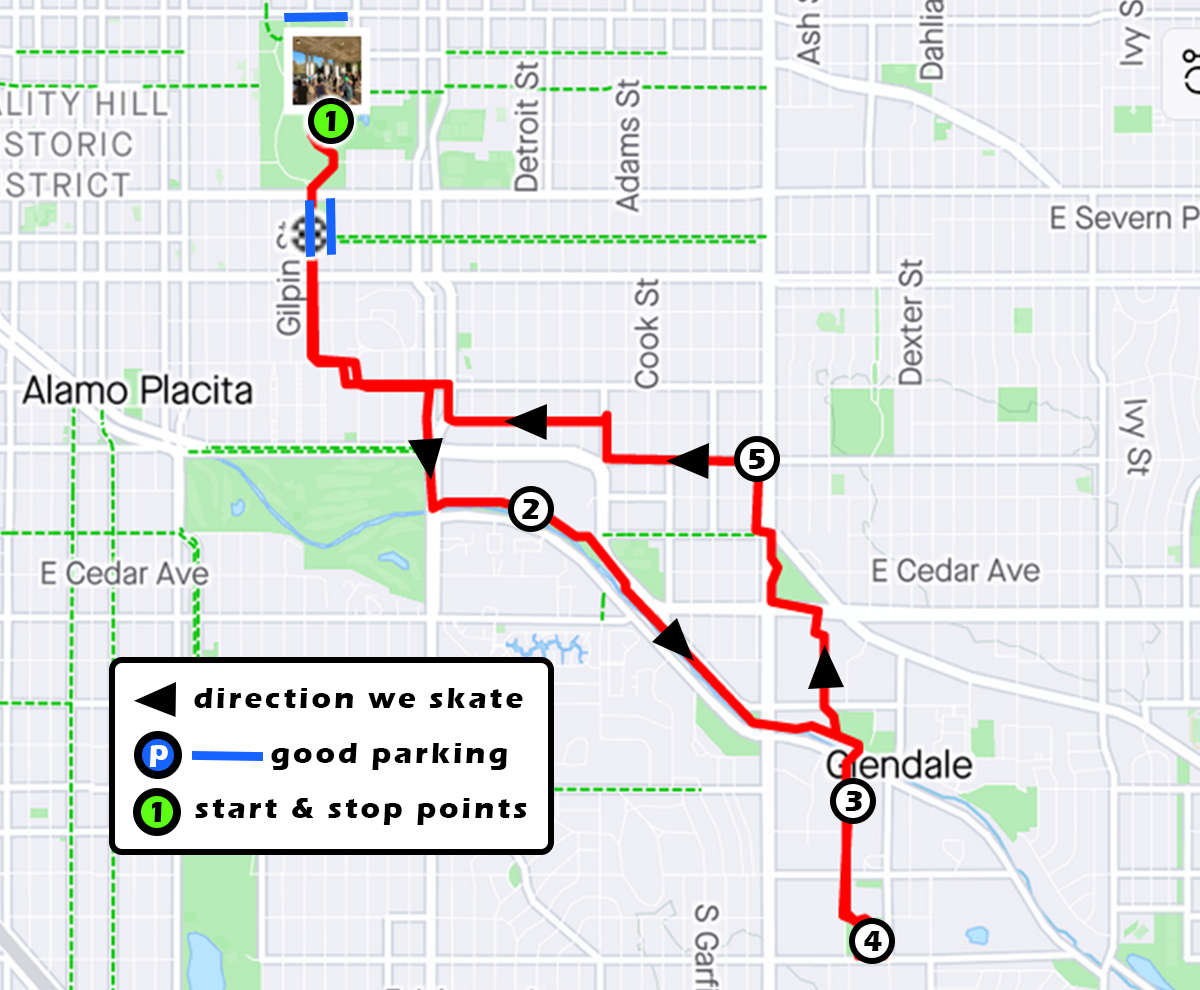 Ash S
Dahlia
Ivy S
ALITY HILL
STORIC
STRICT
1
Detroit St
Adams St
E Severn P
Gilpin St
Cook St
Dexter St
Alamo Placita
Ivy St
5
2
E Cedar Ave
E Cedar Ave
direction we skate
P good parking
1 start & stop points
Glendale
3
S Garfi
4